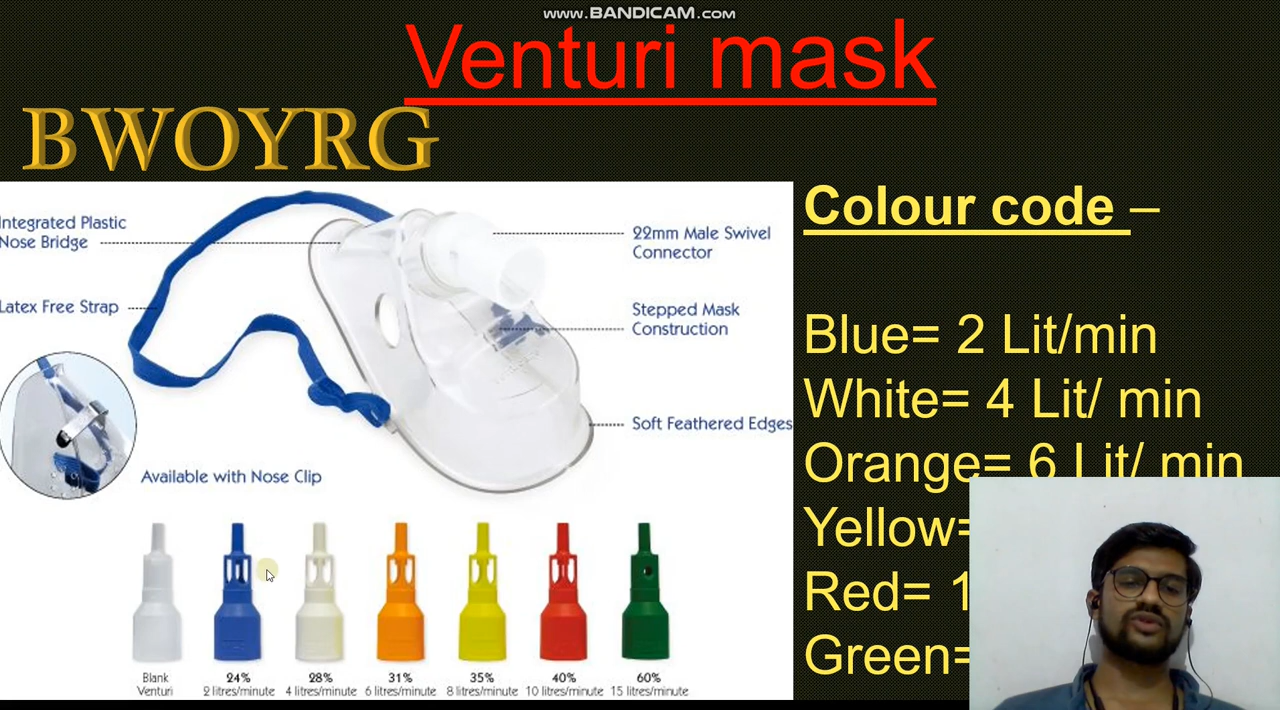 www.BANDICAM.com
Venturi mask
BWOYRG
Integrated Plastic
Nose Bridge
Latex Free Strap
Available with Nose Clip
22mm Male Swivel
Connector
Stepped Mask
Construction
Soft Feathered Edges
Blank
Venturi
24%
2 litres/minute
28%
4 litres/minute
31%
6 litres/minute
35%
8 litres/minute
40%
10 litres/minute
60%
15 litres/minute
Colour code –
Blue= 2 Lit/min
White= 4 Lit/ min
Orange= 6 Lit/ min
Yellow=
Red= 1
Green=